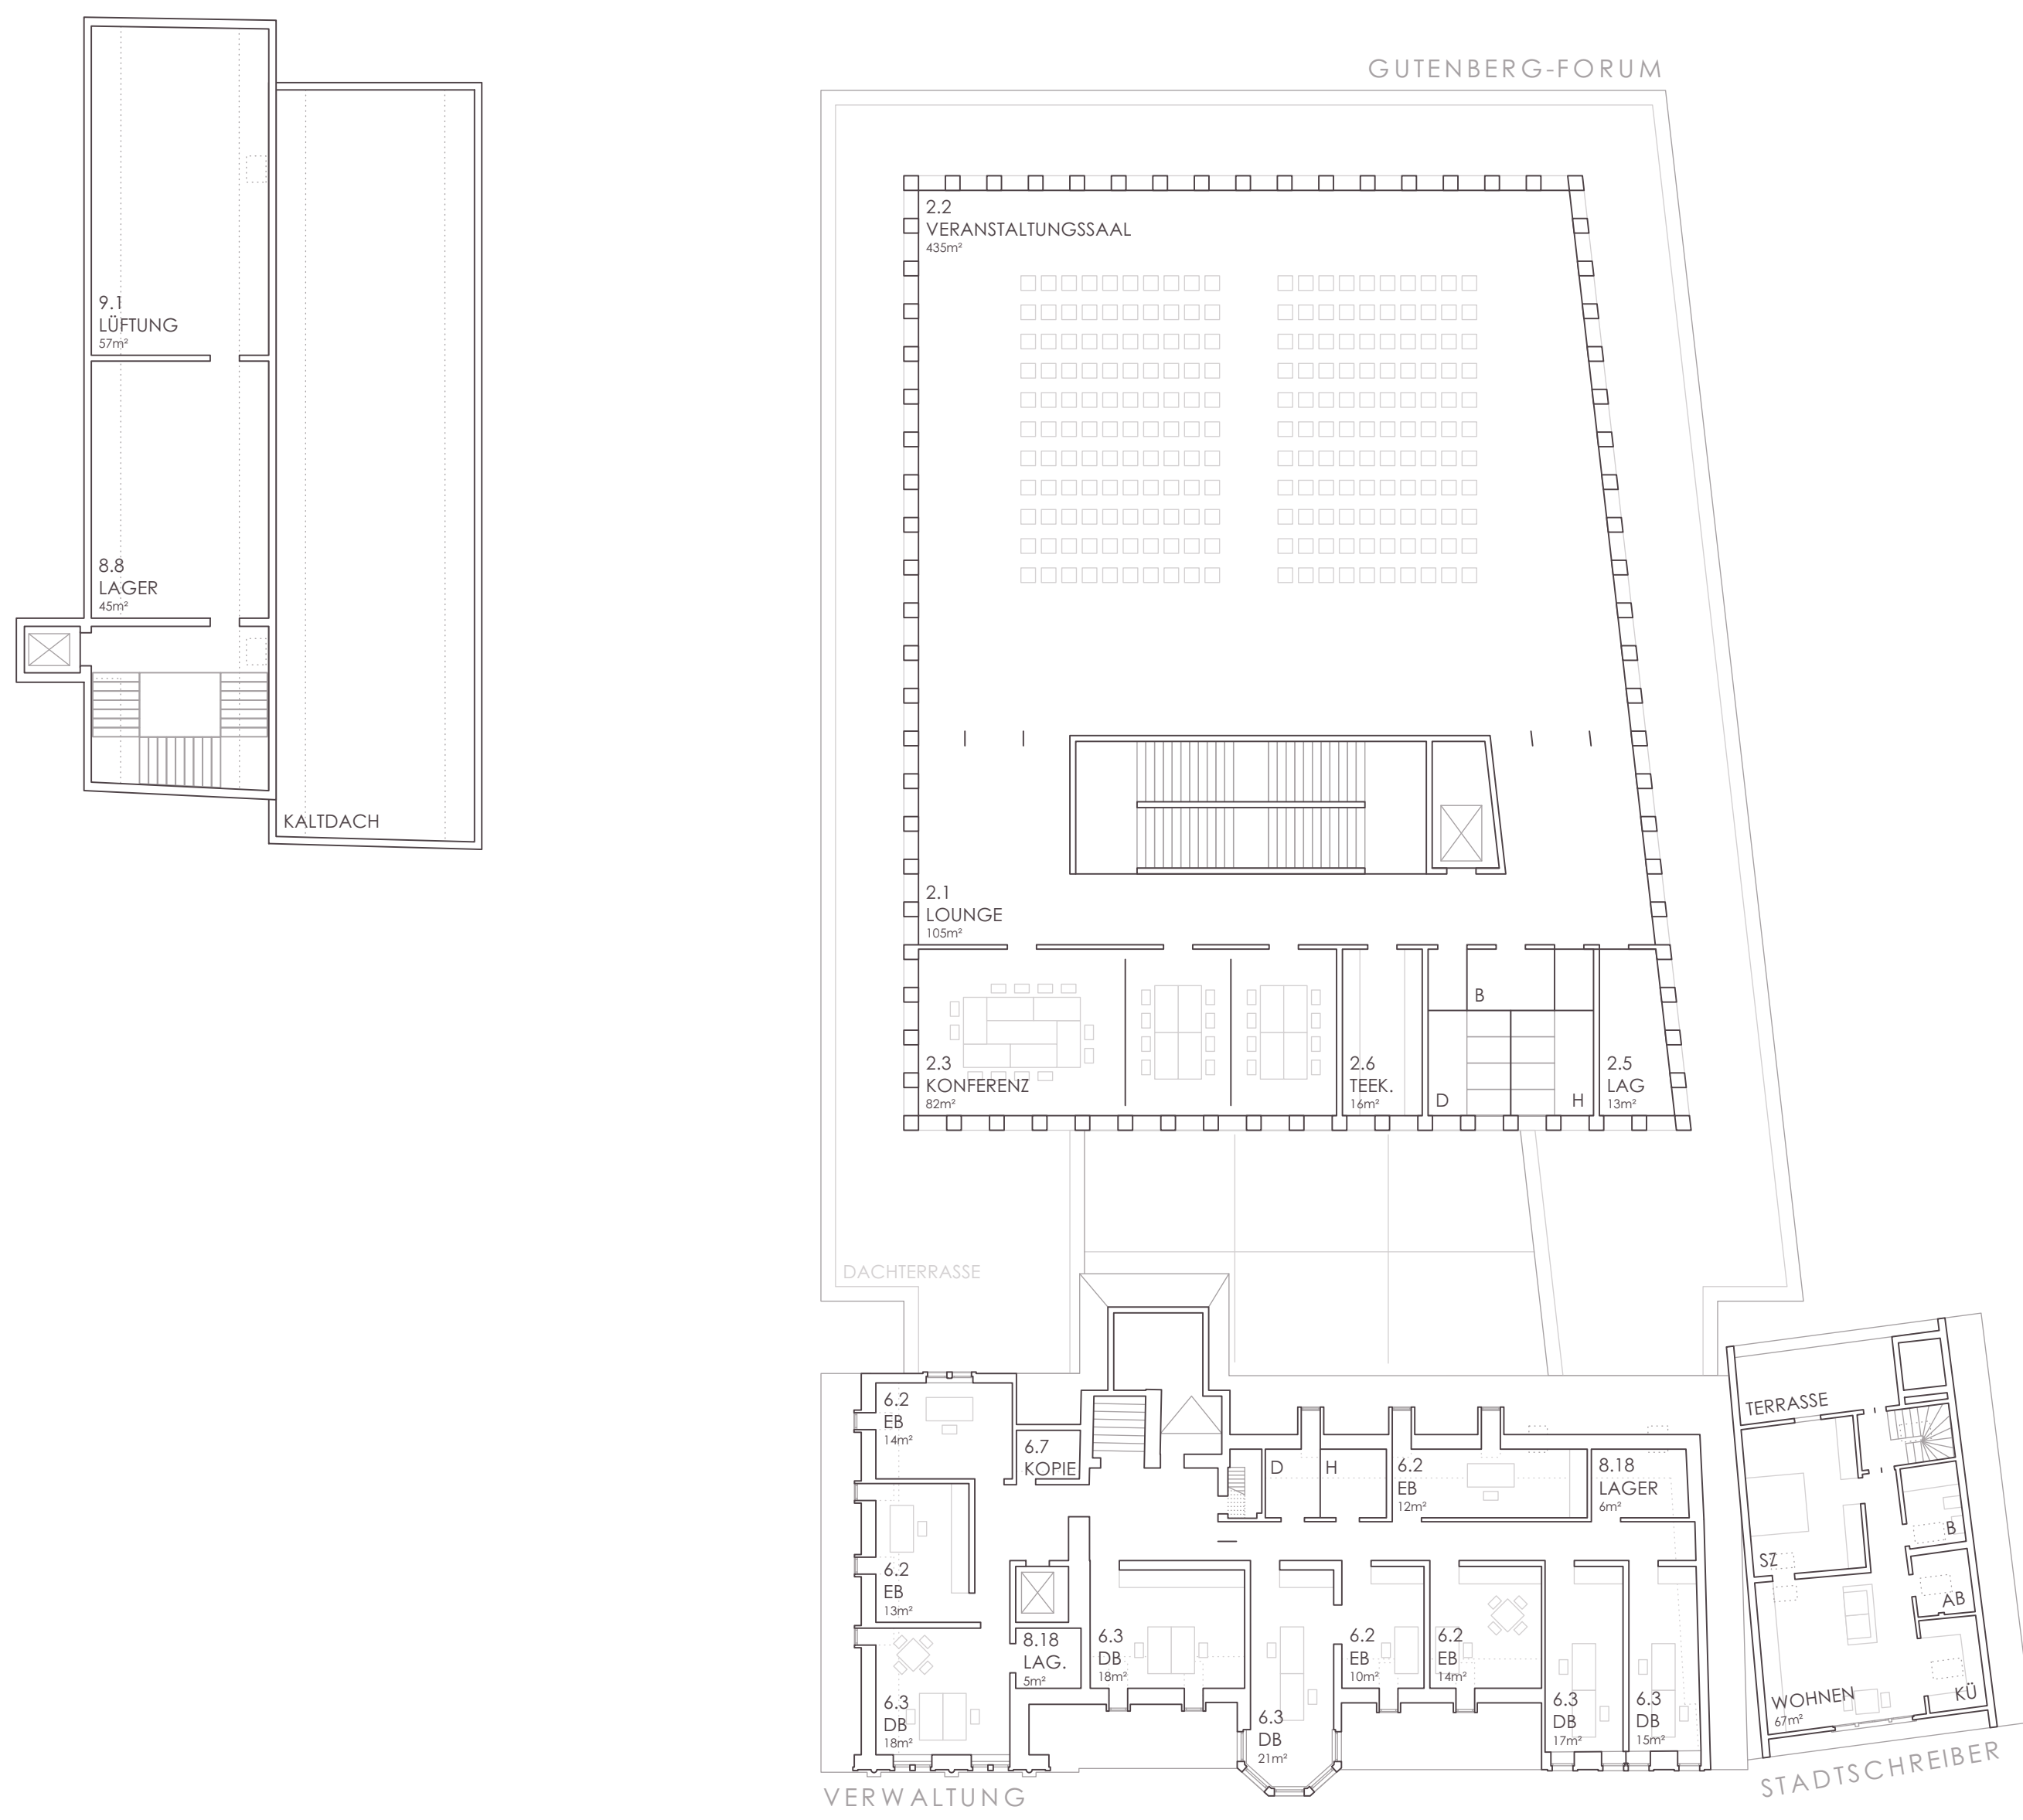 GUTENBERG-FORUM
9.1
LÜFTUNG
57m²
8.8
LAGER
45m²
KALTDACH
2.2
VERANSTALTUNGSSAAL
435m²
2.1
LOUNGE
105m²
2.3
KONFERENZ
82m²
2.6
TEEK.
16m²
B
D
H
2.5
LAG
13m²
DACHTERRASSE
6.2
EB
14m²
6.7
KOPIE
D
H
6.2
EB
12m²
8.18
LAGER
6m²
6.2
EB
13m²
6.3
DB
18m²
8.18
LAG.
5m²
6.3
DB
18m²
6.3
DB
21m²
6.2
EB
10m²
6.2
EB
14m²
6.3
DB
17m²
6.3
DB
15m²
TERRASSE
SZ
B
AB
WOHNEN
67m²
KÜ
VERWALTUNG
STADTSCHREIBER